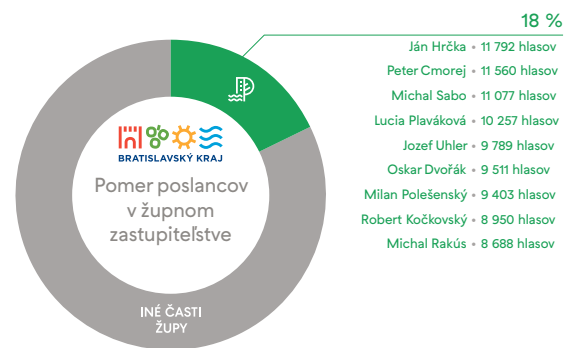 18 %
Ján Hrčka • 11 792 hlasov
Peter Cmorej • 11 560 hlasov
Michal Sabo • 11 077 hlasov
Lucia Plaváková • 10 257 hlasov
Jozef Uhler • 9 789 hlasov
Oskar Dvořák • 9 511 hlasov
Milan Polešenský • 9 403 hlasov
Robert Kočkovský • 8 950 hlasov
Michal Rakús • 8 688 hlasov
BRATISLAVSKÝ KRAJ
Pomer poslancov
v župnom
zastupiteľstve
INÉ ČASTI
ŽUPY